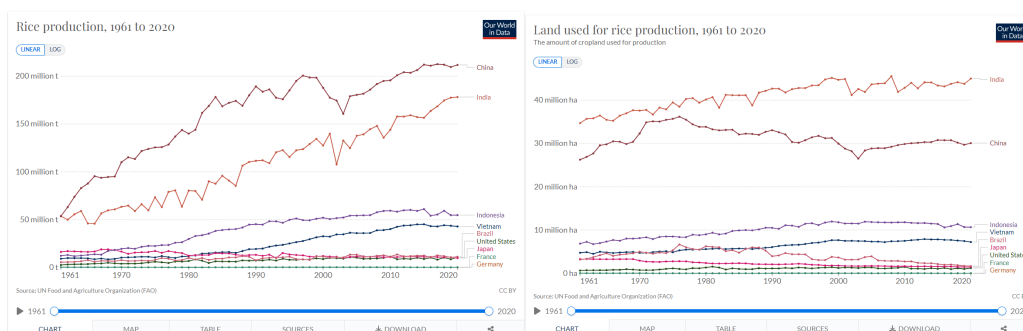 Rice production, 1961 to 2020
Our World
in Data
LINEAR LOG
200 million t
150 million t
100 million t
50 million t
0 t
1961 1970 1980 1990 2000 2010 2020
China
India
Indonesia
Vietnam
Brazil
United States
Japan
France
Germany
Source: UN Food and Agriculture Organization (FAO)
CC BY
1961 2020
CHART MAP TABLE SOURCES DOWNLOAD
Land used for rice production, 1961 to 2020
The amount of cropland used for production
Our World
in Data
LINEAR LOG
40 million ha
30 million ha
20 million ha
10 million ha
0 ha
1961 1970 1980 1990 2000 2010 2020
India
China
Indonesia
Vietnam
Brazil
Japan
United State
France
Germany
Source: UN Food and Agriculture Organization (FAO)
CC B
1961 202
CHART MAP TABLE SOURCES DOWNLOAD